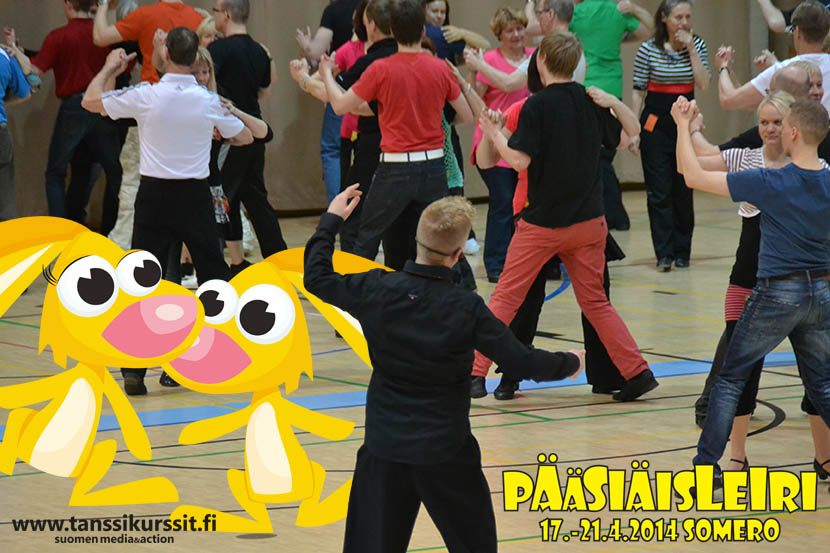 PÄÄSIÄISLEIRI
17.-21.4.2014 SOMERO
www.tanssikurssit.fi
suomen media&action